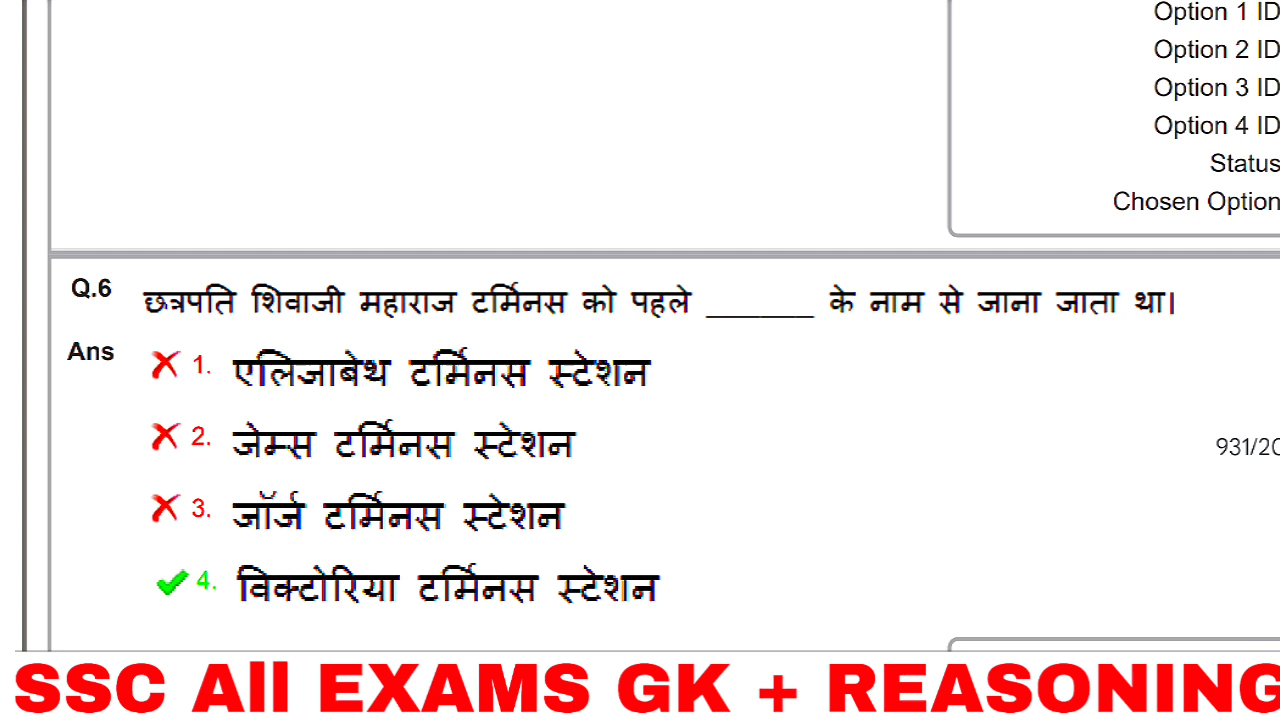 Option 1 ID
Option 2 ID
Option 3 ID
Option 4 ID
Status
Chosen Option
Q.6 छत्रपति शिवाजी महाराज टर्मिनस को पहले ______ के नाम से जाना जाता था।
Ans 1. एलिजाबेथ टर्मिनस स्टेशन
2. जेम्स टर्मिनस स्टेशन
931/20
3. जॉर्ज टर्मिनस स्टेशन
4. विक्टोरिया टर्मिनस स्टेशन
SSC All EXAMS GK + REASONING